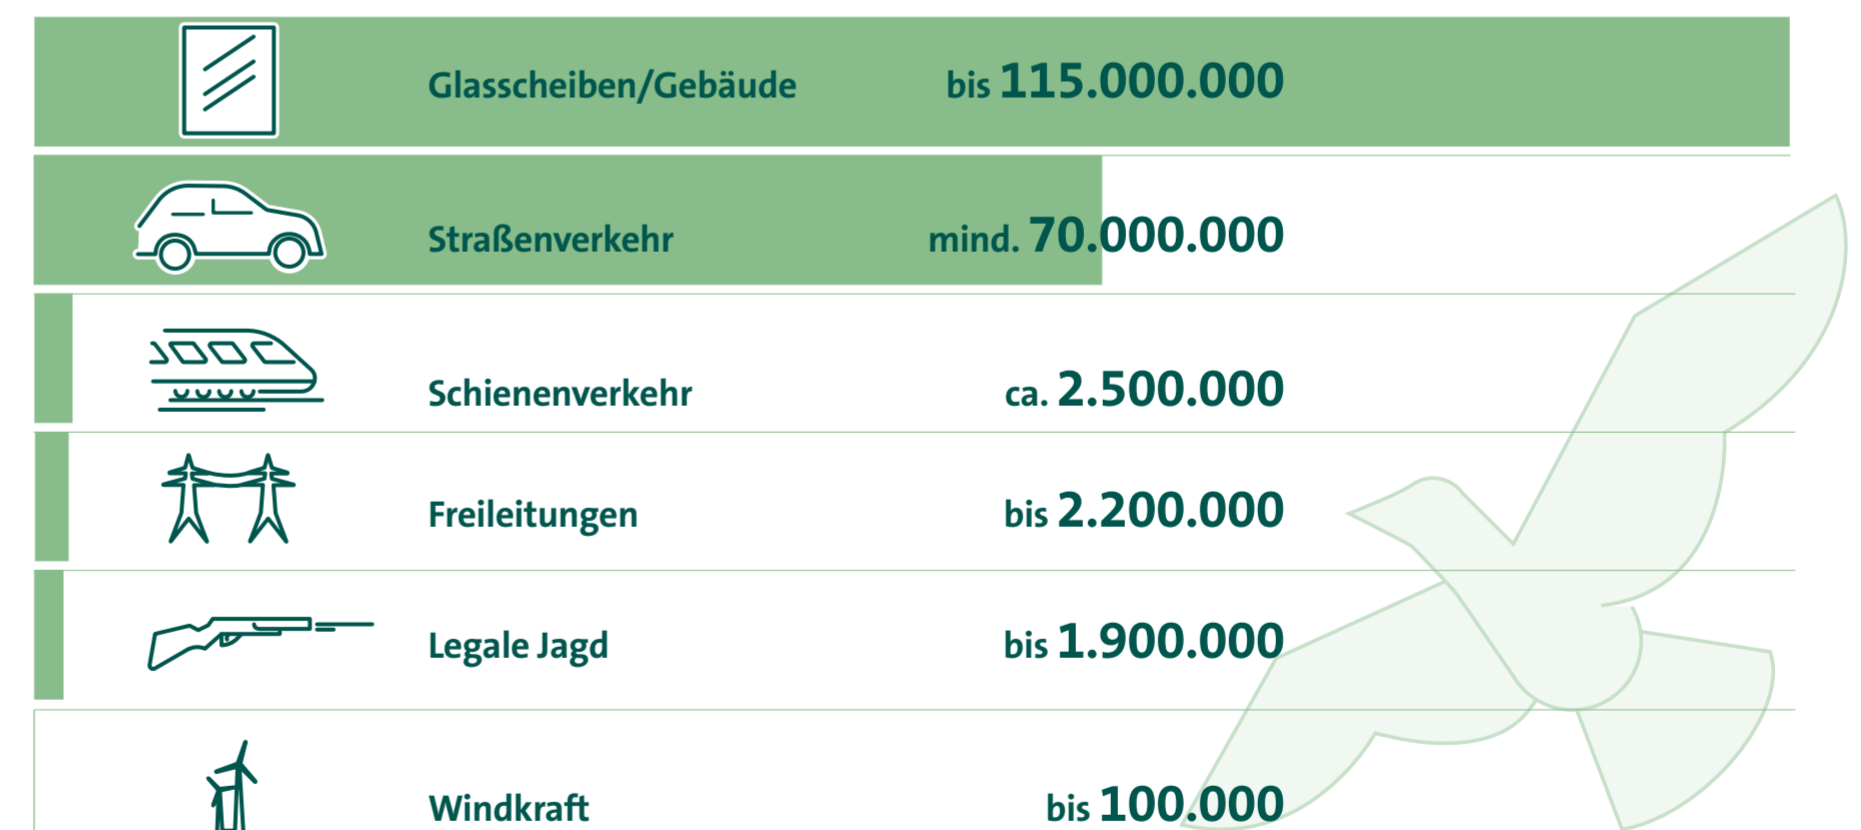 Glasscheiben/Gebäude bis 115.000.000
Straßenverkehr mind. 70.000.000
Schienenverkehr ca. 2.500.000
Freileitungen bis 2.200.000
Legale Jagd bis 1.900.000
Windkraft bis 100.000